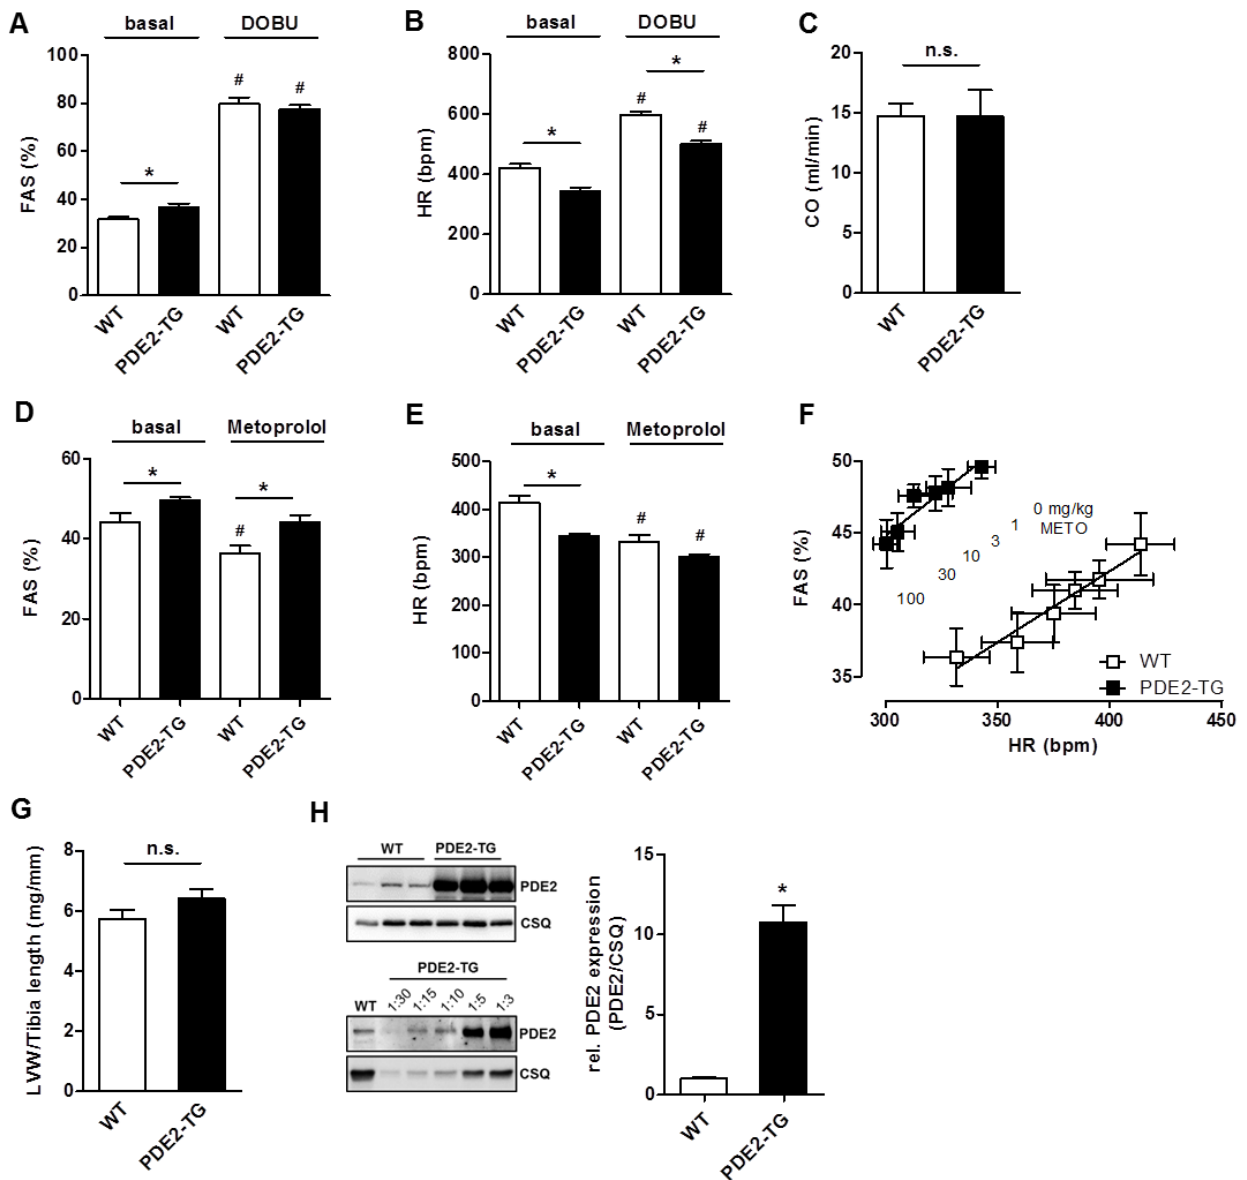 A
basal
DOBU
FAS (%)
100
80
60
40
20
0
*
#
#
WT
PDE2-TG
WT
PDE2-TG
B
basal
DOBU
HR (bpm)
800
600
400
200
0
*
#
*
#
WT
PDE2-TG
WT
PDE2-TG
C
n.s.
CO (ml/min)
20
15
10
5
0
WT
PDE2-TG
D
basal
Metoprolol
FAS (%)
60
40
20
0
*
#
*
WT
PDE2-TG
WT
PDE2-TG
E
basal
Metoprolol
HR (bpm)
500
400
300
200
100
0
*
#
#
WT
PDE2-TG
WT
PDE2-TG
F
FAS (%)
50
45
40
35
0 mg/kg
METO
1
3
10
30
100
WT
PDE2-TG
300
350
400
450
HR (bpm)
G
n.s.
LVW/Tibia length (mg/mm)
8
6
4
2
0
WT
PDE2-TG
H
WT
PDE2-TG
PDE2
CSQ
PDE2-TG
WT
1:30
1:15
1:10
1:5
1:3
PDE2
CSQ
rel. PDE2 expression
(PDE2/CSQ)
15
10
5
0
*
WT
PDE2-TG